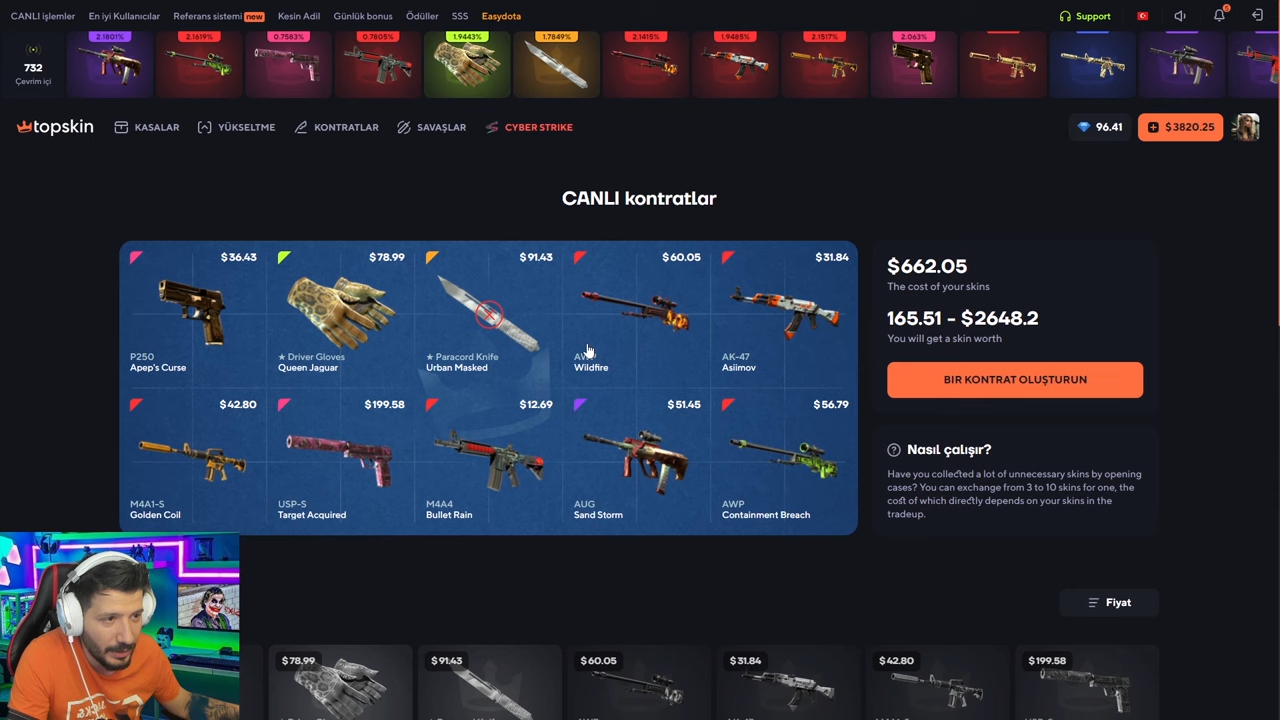 CANLI işlemler En iyi Kullanıcılar Referans sistemi new Kesin Adil Günlük bonus Ödüller SSS Easydota Support 5
2.1801% 2.1619% 0.7583% 0.7805% 1.9443% 1.7849% 2.1415% 1.9485% 2.1517% 2.063%
732
Çevrim içi
topskin KASALAR YÜKSELTME KONTRATLAR SAVAŞLAR CYBER STRIKE 96.41 $3820.25
CANLI kontratlar
$36.43 $78.99 $91.43 $60.05 $31.84
P250 ★ Driver Gloves ★ Paracord Knife AK-47
Apep's Curse Queen Jaguar Urban Masked Wildfire Asiimov
$42.80 $199.58 $12.69 $51.45 $56.79
M4A1-S USP-S M4A4 AUG AWP
Golden Coil Target Acquired Bullet Rain Sand Storm Containment Breach
$662.05
The cost of your skins
165.51 - $2648.2
You will get a skin worth
BIR KONTRAT OLUŞTURUN
? Nasıl çalışır?
Have you collected a lot of unnecessary skins by opening
cases? You can exchange from 3 to 10 skins for one, the
cost of which directly depends on your skins in the
tradeup.
Fiyat
$78.99 $91.43 $60.05 $31.84 $42.80 $199.58